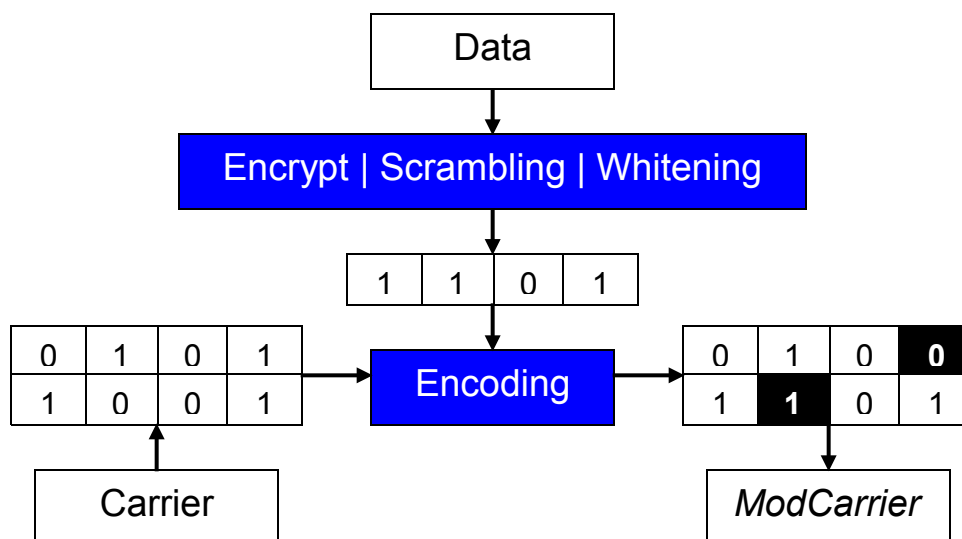 Data
Encrypt | Scrambling | Whitening
1 1 0 1
0 1 0 1
1 0 0 1
Encoding
0 1 0 0
1 1 0 1
Carrier
ModCarrier